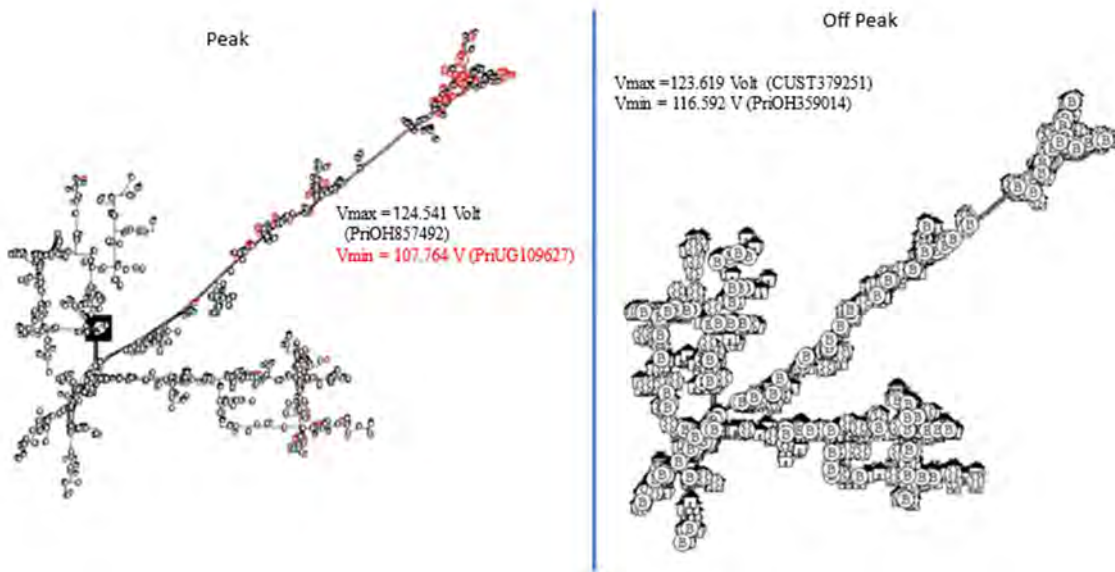 Peak
Vmax =124.541 Volt
(PriOH857492)
Vmin = 107.764 V (PriUG109627)
Off Peak
Vmax =123.619 Volt (CUST379251)
Vmin = 116.592 V (PriOH359014)